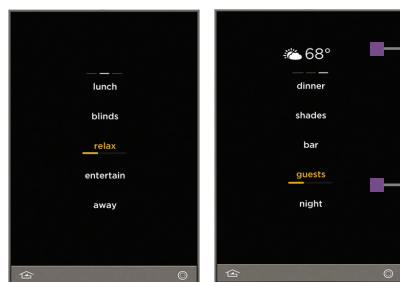 lunch
blinds
relax
entertain
away
68°
dinner
shades
bar
guests
night